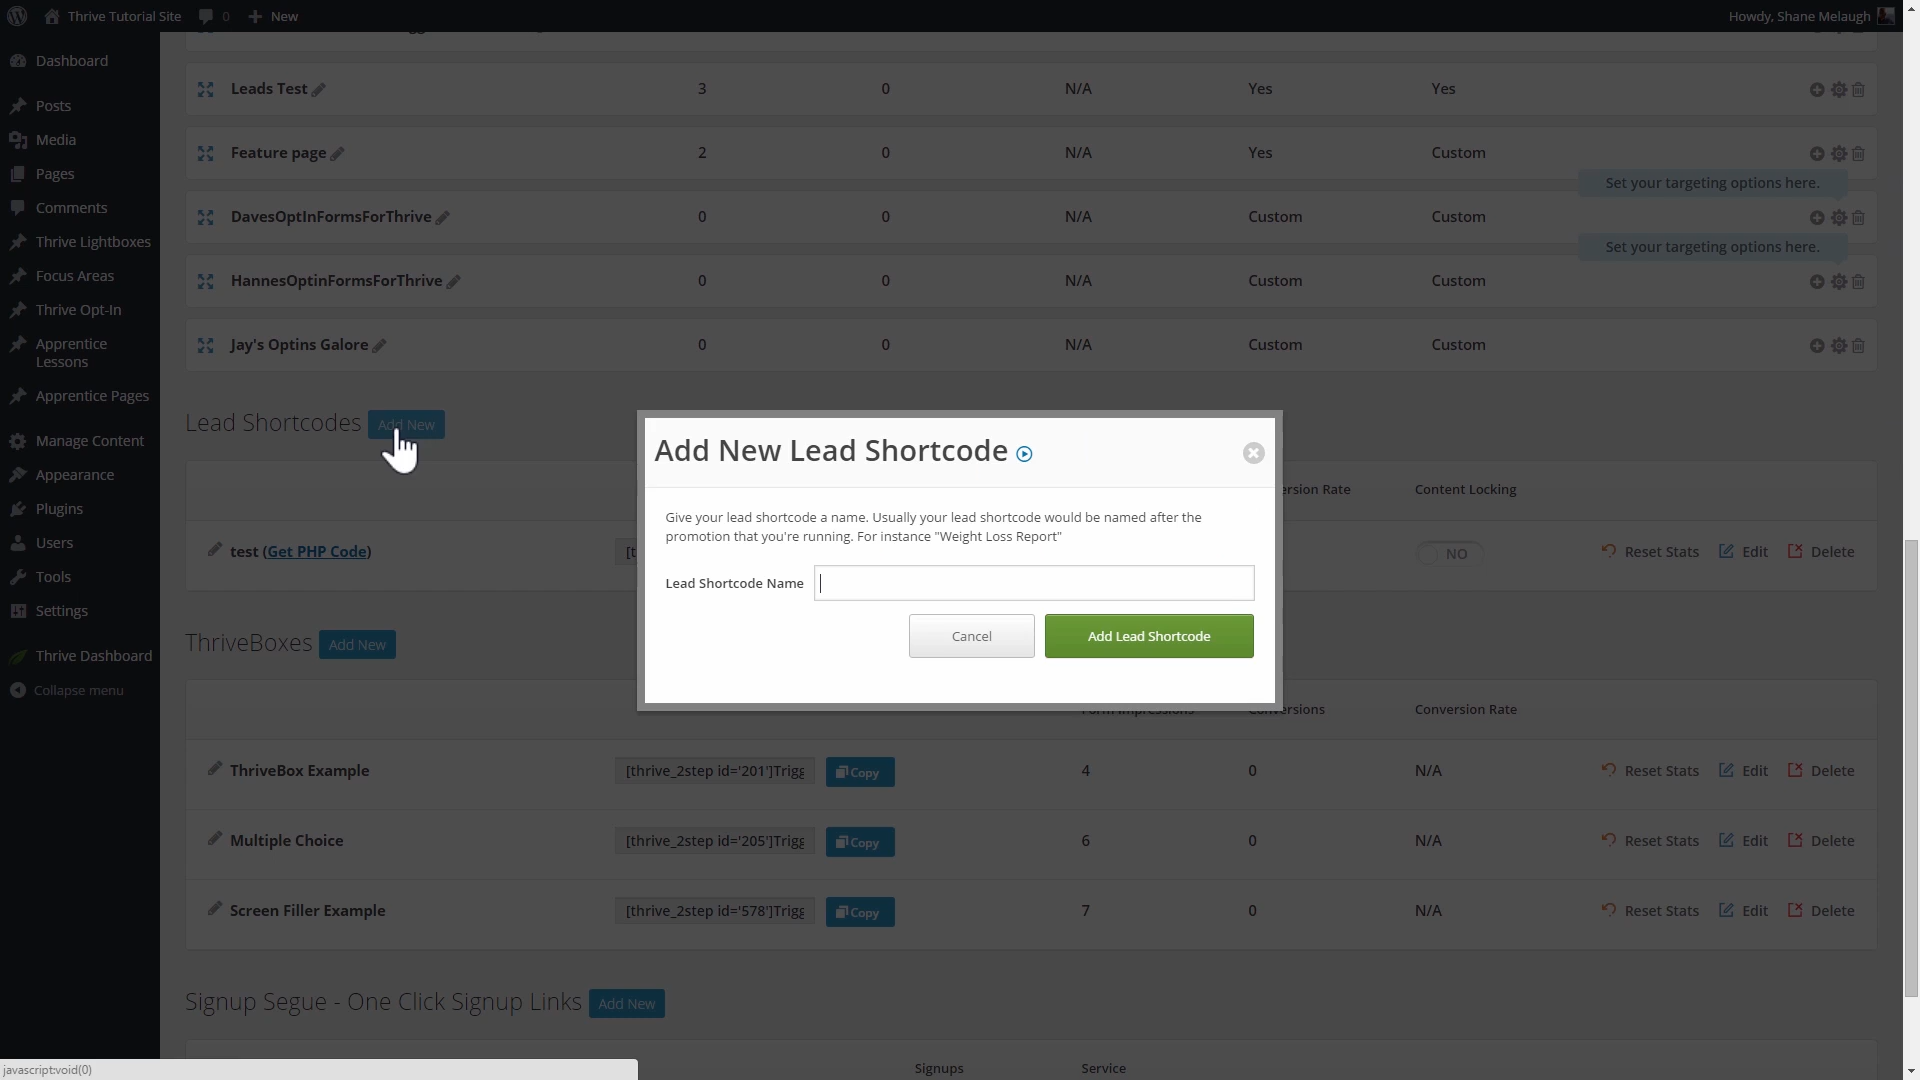 Thrive Tutorial Site 0 New Howdy, Shane Melaugh
Dashboard
Posts
Media
Pages
Comments
Thrive Lightboxes
Focus Areas
Thrive Opt-In
Apprentice
Lessons
Apprentice Pages
Manage Content
Appearance
Plugins
Users
Tools
Settings
Thrive Dashboard
Collapse menu
Leads Test 3 0 N/A Yes Yes
Feature page 2 0 N/A Yes Custom
Set your targeting options here.
DavesOptInFormsForThrive 0 0 N/A Custom Custom
Set your targeting options here.
HannesOptinFormsForThrive 0 0 N/A Custom Custom
Jay's Optins Galore 0 0 N/A Custom Custom
Lead Shortcodes Add New
ersion Rate Content Locking
test (Get PHP Code) [t NO Reset Stats Edit Delete
Add New Lead Shortcode
Give your lead shortcode a name. Usually your lead shortcode would be named after the
promotion that you're running. For instance "Weight Loss Report"
Lead Shortcode Name
Cancel Add Lead Shortcode
ThriveBoxes Add New
Form Impressions Conversions Conversion Rate
ThriveBox Example [thrive_2step id='201']Trigg Copy 4 0 N/A Reset Stats Edit Delete
Multiple Choice [thrive_2step id='205']Trigg Copy 6 0 N/A Reset Stats Edit Delete
Screen Filler Example [thrive_2step id='578']Trigg Copy 7 0 N/A Reset Stats Edit Delete
Signup Segue - One Click Signup Links Add New
Signups Service
javascript:void(0)